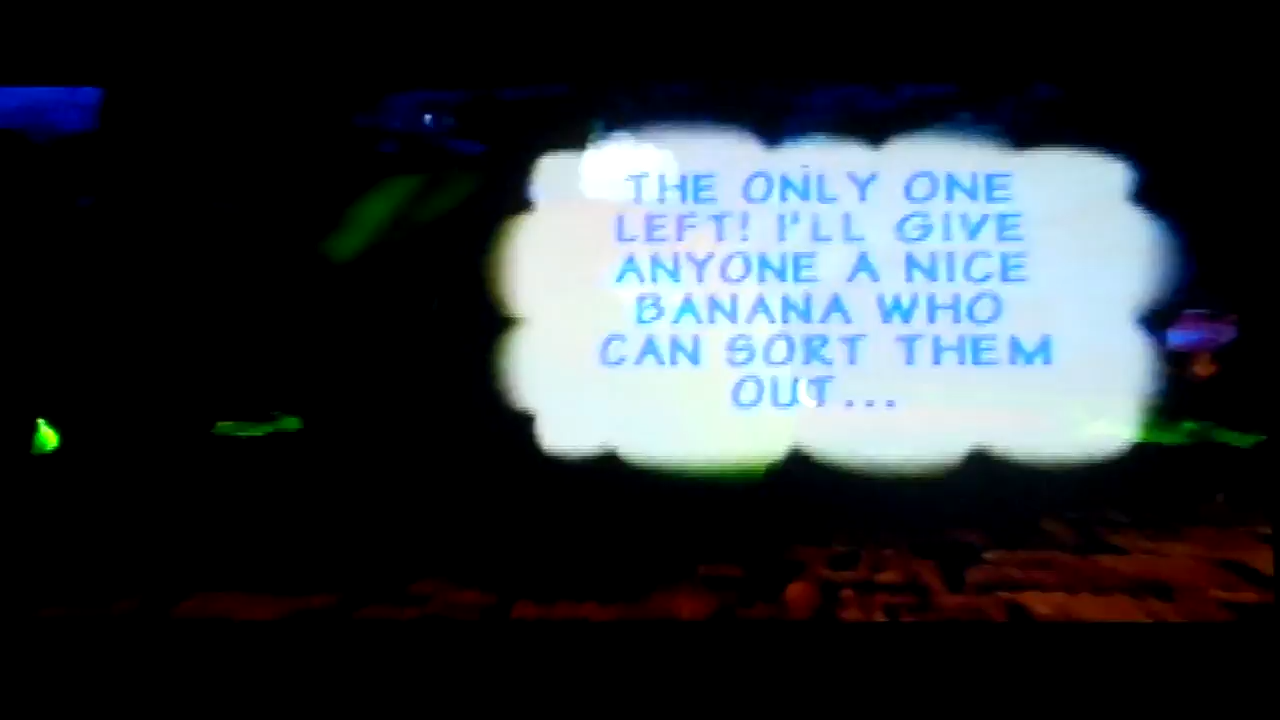 THE ONLY ONE
LEFT! I'LL GIVE
ANYONE A NICE
BANANA WHO
CAN SORT THEM
OUT...